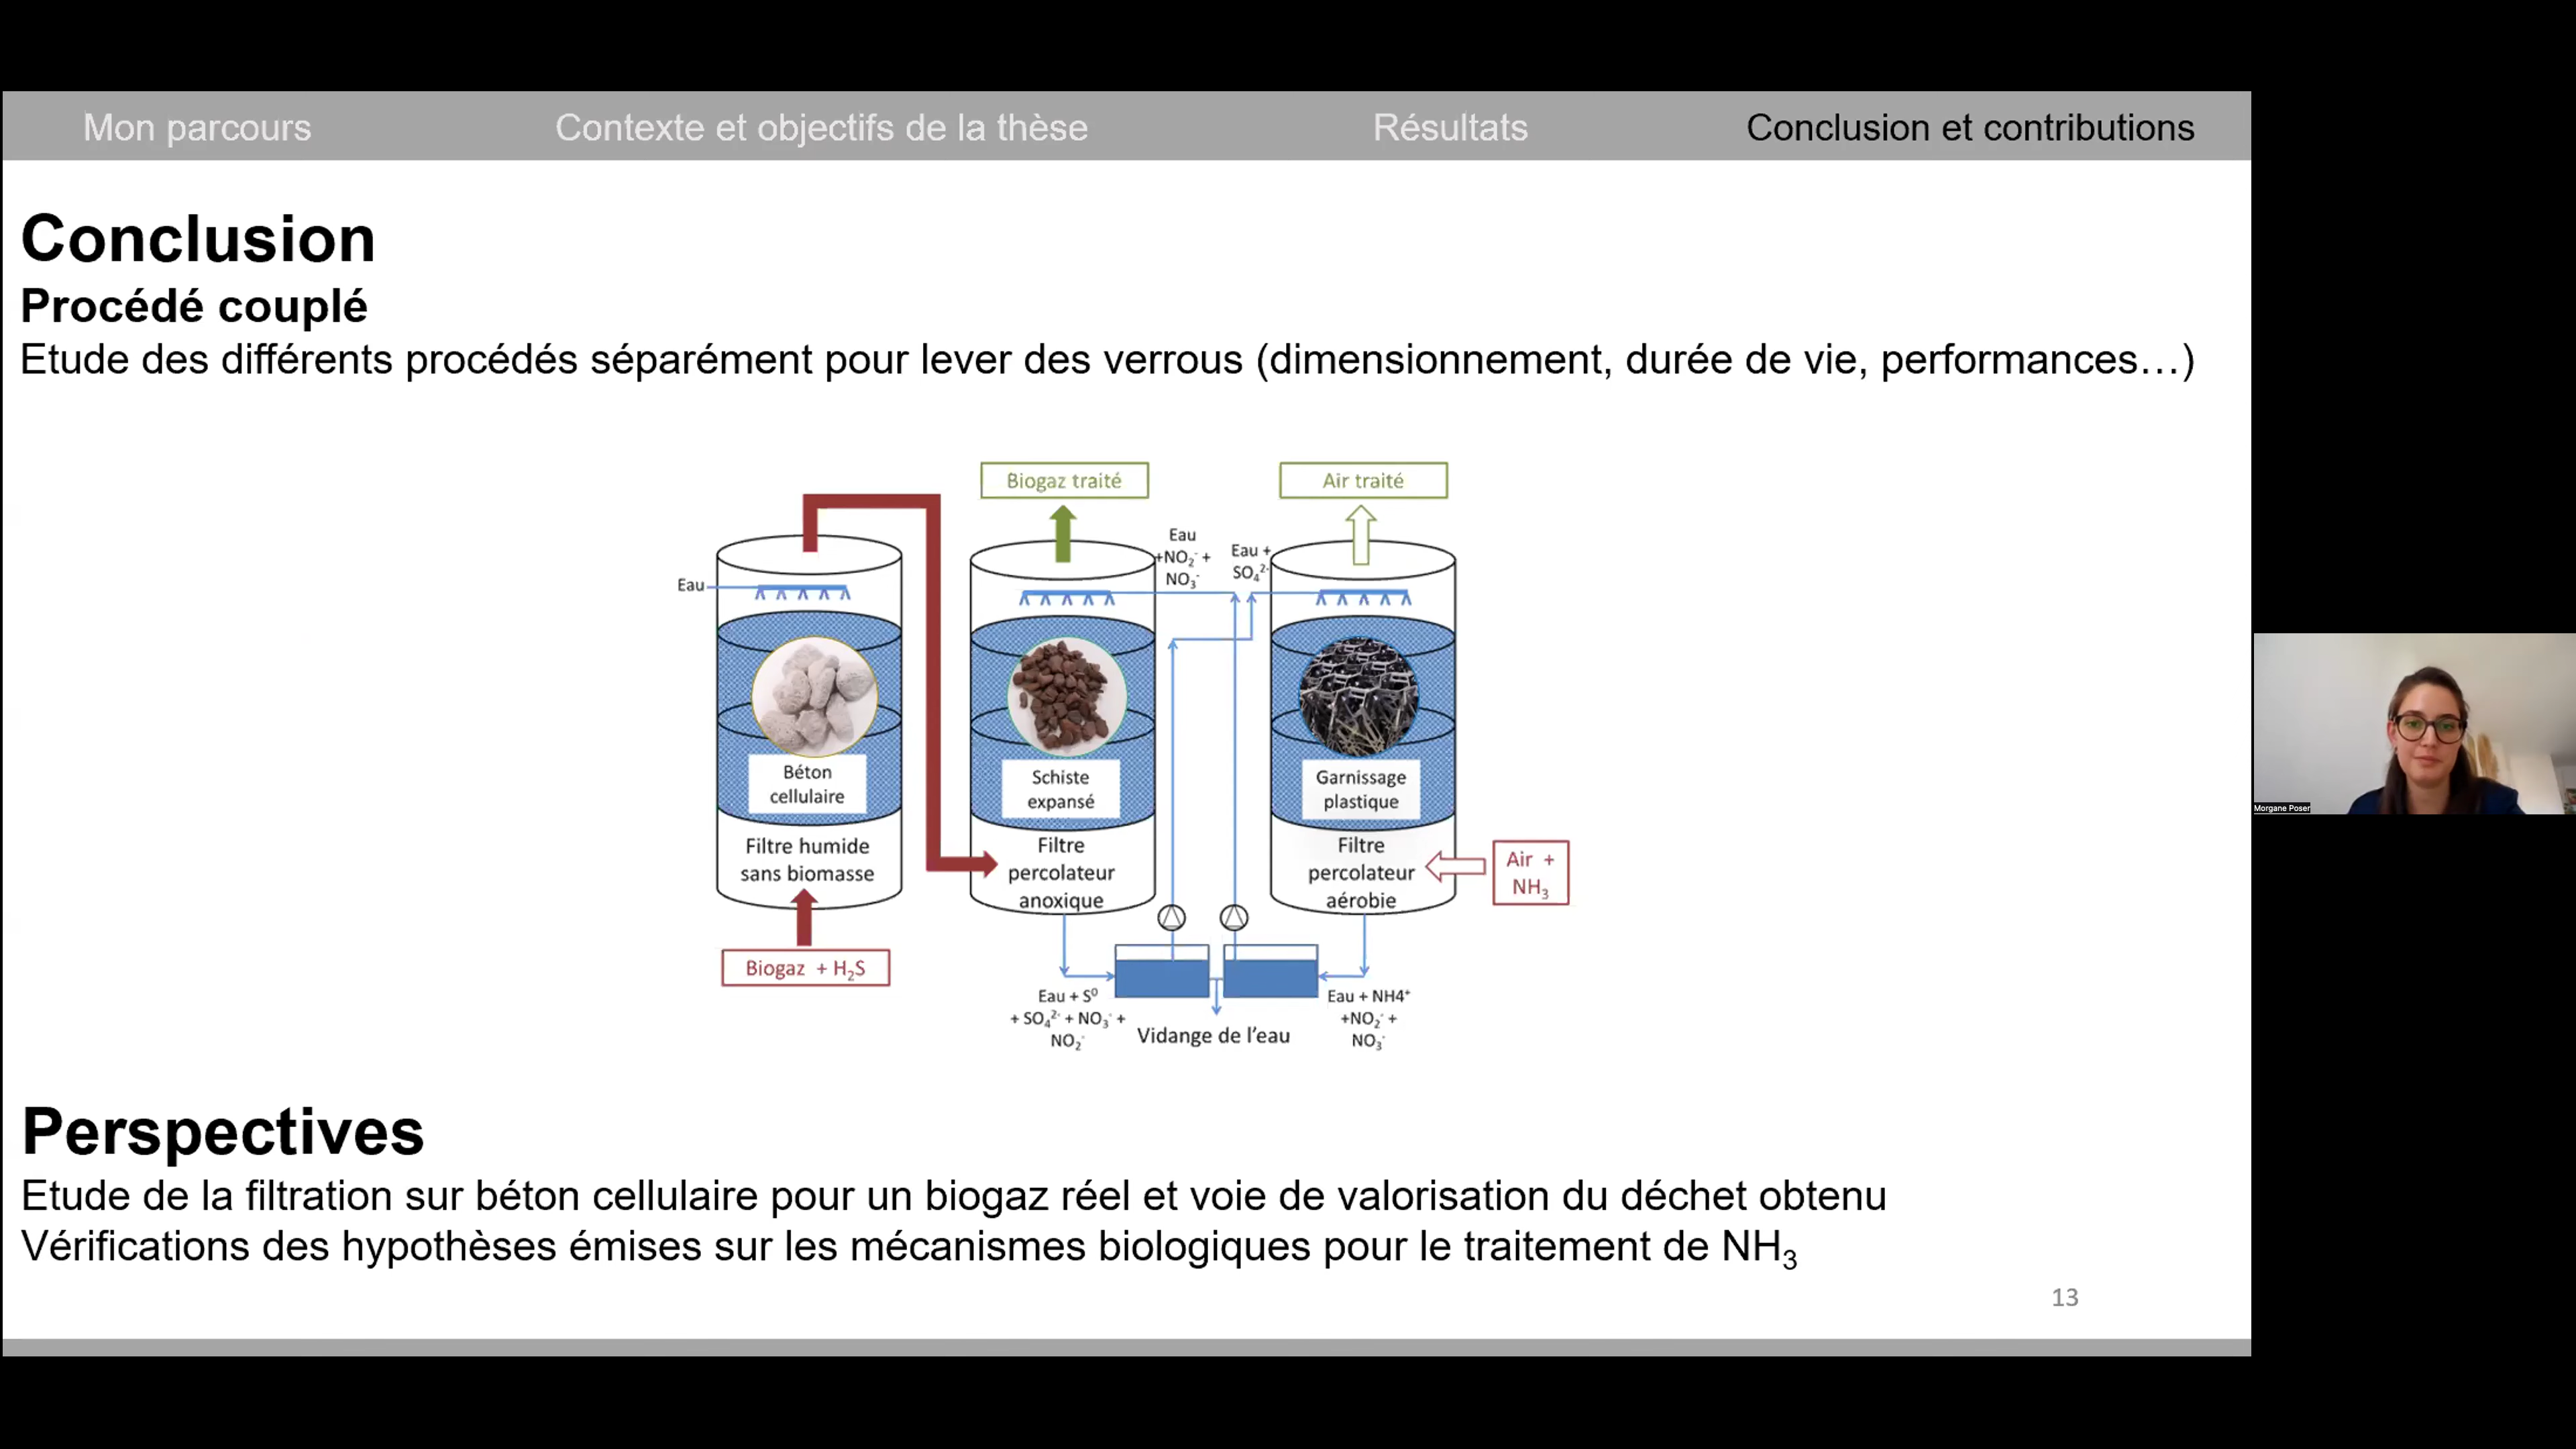 Mon parcours Contexte et objectifs de la thèse Résultats Conclusion et contributions
Conclusion
Procédé couplé
Etude des différents procédés séparément pour lever des verrous (dimensionnement, durée de vie, performances…)
Biogaz traité
Air traité
Eau
+NO₂⁻ +
NO₃⁻
Eau +
SO₄²⁻
Eau
Béton
cellulaire
Schiste
expansé
Garnissage
plastique
Filtre humide
sans biomasse
Filtre
percolateur
anoxique
Filtre
percolateur
aérobie
Air +
NH₃
Biogaz + H₂S
Eau + S⁰
+ SO₄²⁻ + NO₃⁻ +
NO₂⁻
Vidange de l’eau
Eau + NH4⁺
+NO₂⁻ +
NO₃⁻
Morgane Poser
Perspectives
Etude de la filtration sur béton cellulaire pour un biogaz réel et voie de valorisation du déchet obtenu
Vérifications des hypothèses émises sur les mécanismes biologiques pour le traitement de NH₃
13